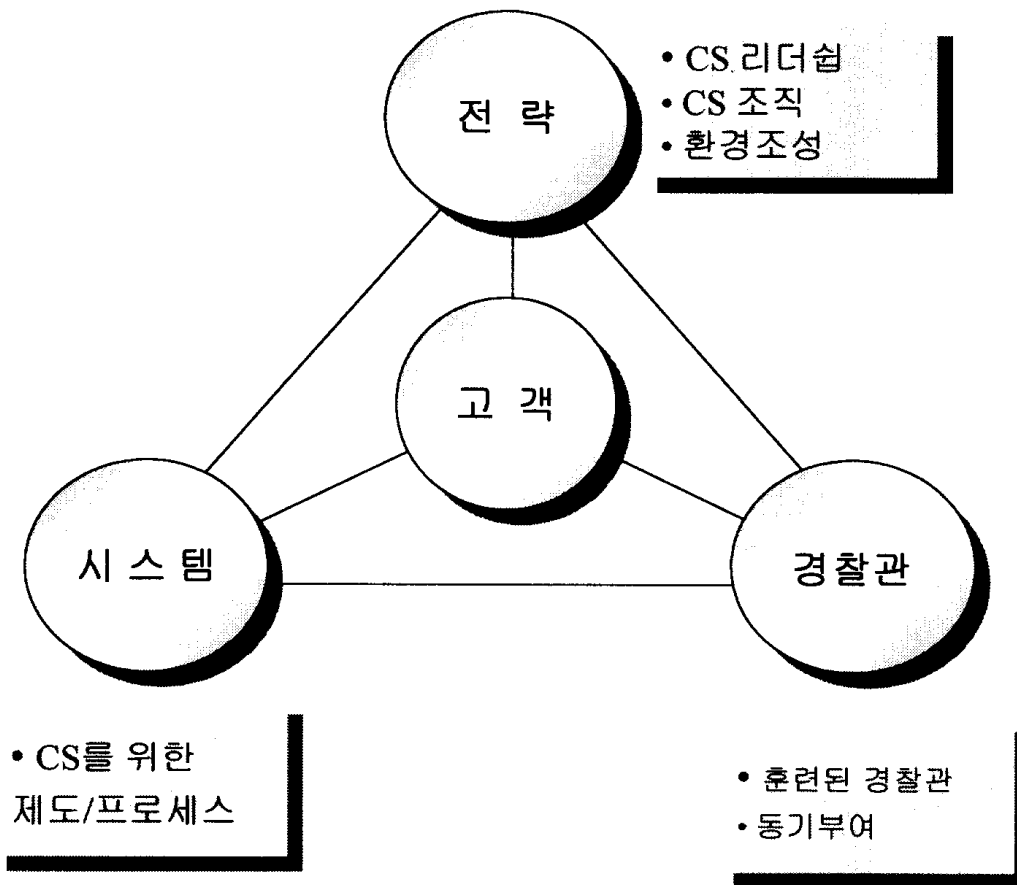 전 략
• CS 리더쉽
• CS 조직
• 환경조성
고 객
시 스 템
경찰관
• CS를 위한
제도/프로세스
• 훈련된 경찰관
• 동기부여